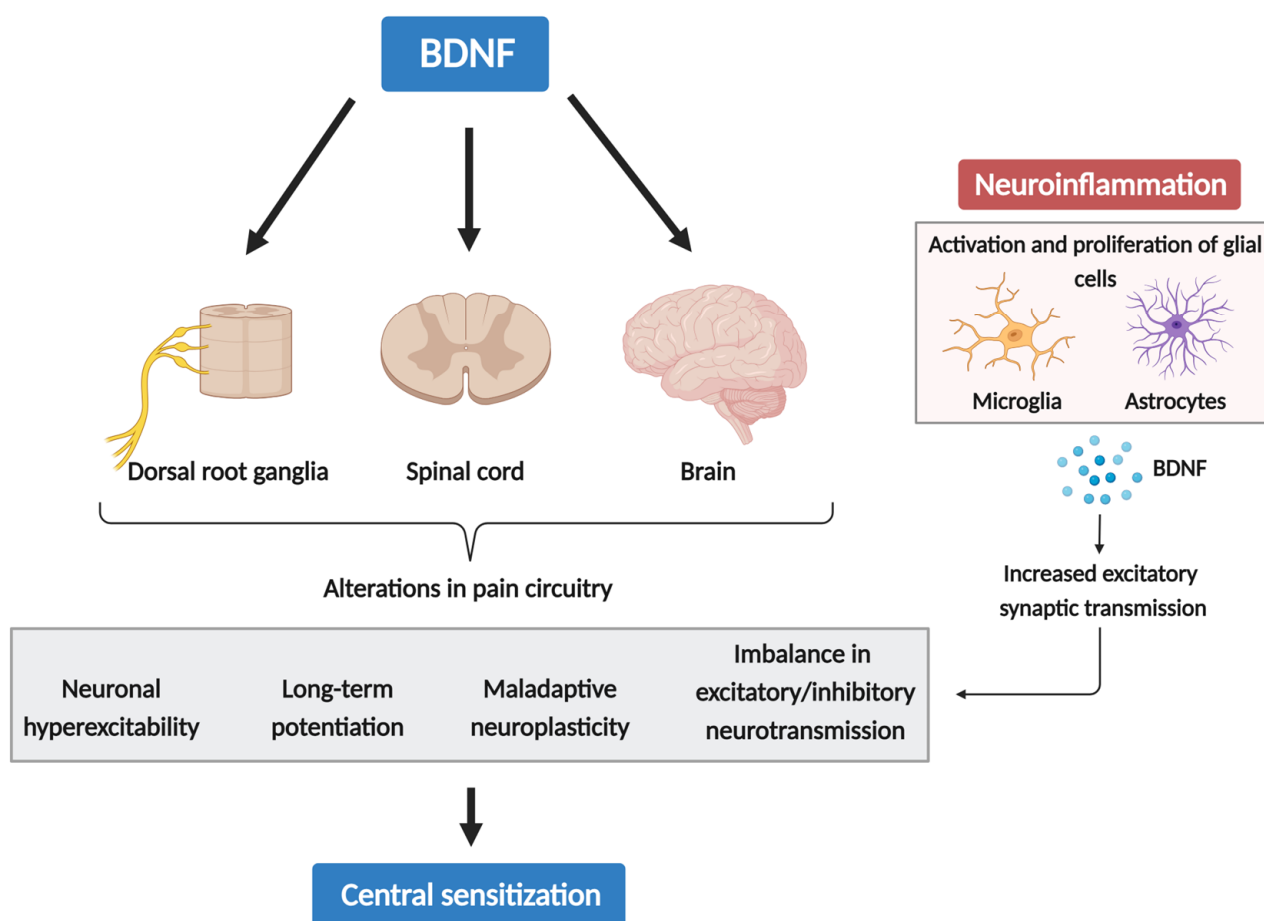 BDNF
Neuroinflammation
Activation and proliferation of glial
cells
Microglia
Astrocytes
BDNF
Increased excitatory
synaptic transmission
Dorsal root ganglia
Spinal cord
Brain
Alterations in pain circuitry
Neuronal
hyperexcitability
Long-term
potentiation
Maladaptive
neuroplasticity
Imbalance in
excitatory/inhibitory
neurotransmission
Central sensitization